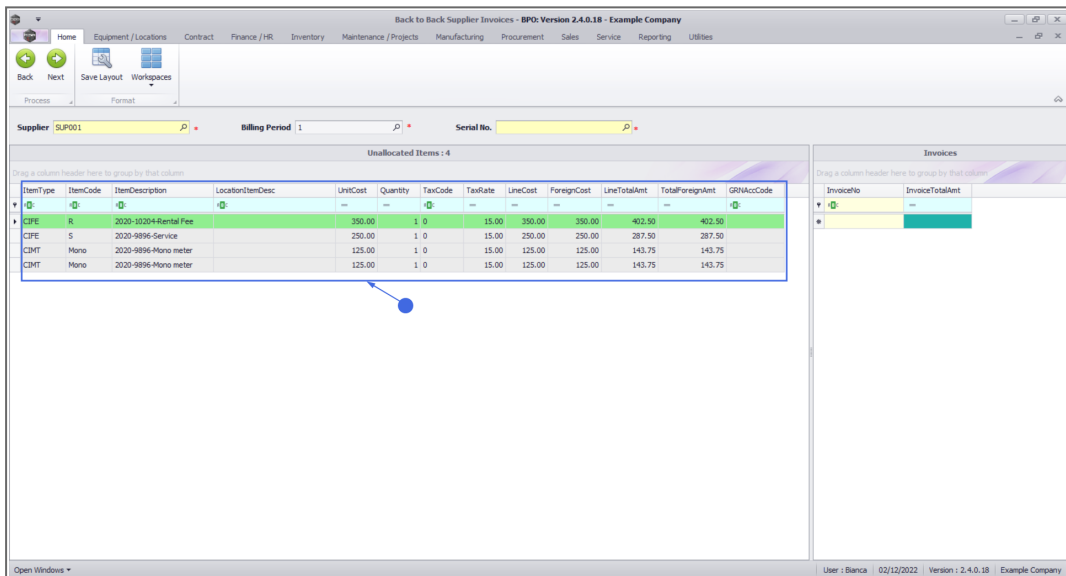 Back to Back Supplier Invoices - BPO: Version 2.4.0.18 - Example Company
Home Equipment / Locations Contract Finance / HR Inventory Maintenance / Projects Manufacturing Procurement Sales Service Reporting Utilities
Back Next Save Layout Workspaces
Process Format
Supplier SUP001 * Billing Period 1 * Serial No. *
Unallocated Items : 4 Invoices
Drag a column header here to group by that column Drag a column header here to group by that column
ItemType ItemCode ItemDescription LocationItemDesc UnitCost Quantity TaxCode TaxRate LineCost ForeignCost LineTotalAmt TotalForeignAmt GRNAccCode InvoiceNo InvoiceTotalAmt
CIFE R 2020-10204-Rental Fee 350.00 1 0 15.00 350.00 350.00 402.50 402.50
CIFE S 2020-9896-Service 250.00 1 0 15.00 250.00 250.00 287.50 287.50
CIMT Mono 2020-9896-Mono meter 125.00 1 0 15.00 125.00 125.00 143.75 143.75
CIMT Mono 2020-9896-Mono meter 125.00 1 0 15.00 125.00 125.00 143.75 143.75
Open Windows User : Bianca 02/12/2022 Version : 2.4.0.18 Example Company